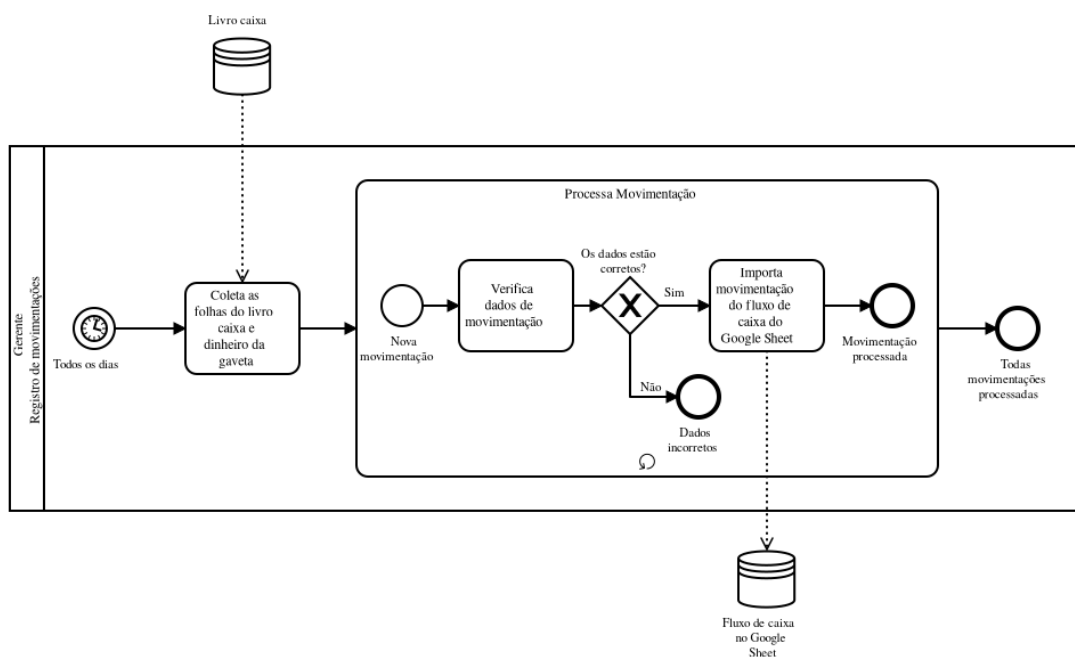 Livro caixa
Gerente
Registro de movimentações
Todos os dias
Coleta as
folhas do livro
caixa e
dinheiro da
gaveta
Processa Movimentação
Nova
movimentação
Verifica
dados de
movimentação
Os dados estão
corretos?
Sim
Não
Dados
incorretos
Importa
movimentação
do fluxo de
caixa do
Google Sheet
Movimentação
processada
Todas
movimentações
processadas
Fluxo de caixa
no Google
Sheet